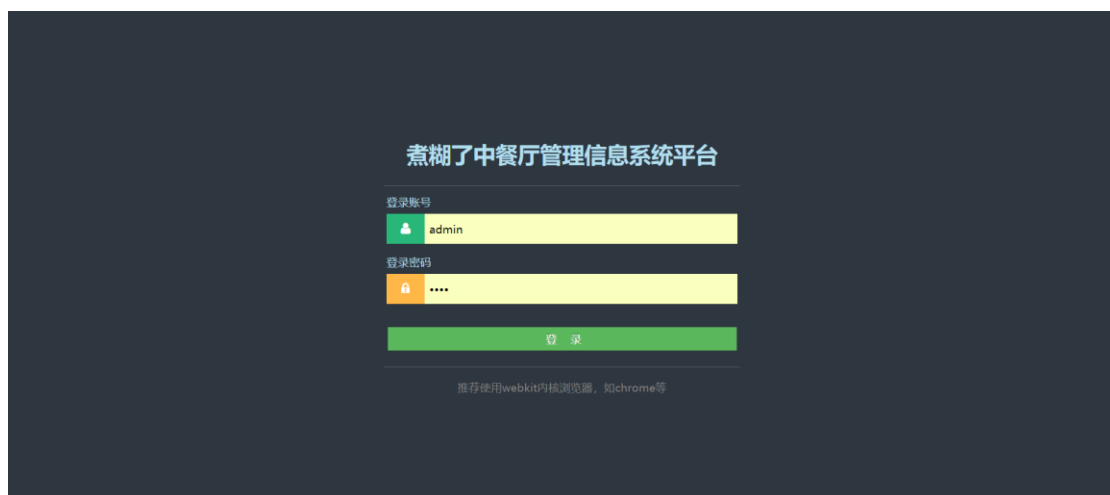 煮糊了中餐厅管理信息系统平台
登录账号
admin
登录密码
••••
登 录
推荐使用webkit内核浏览器，如chrome等